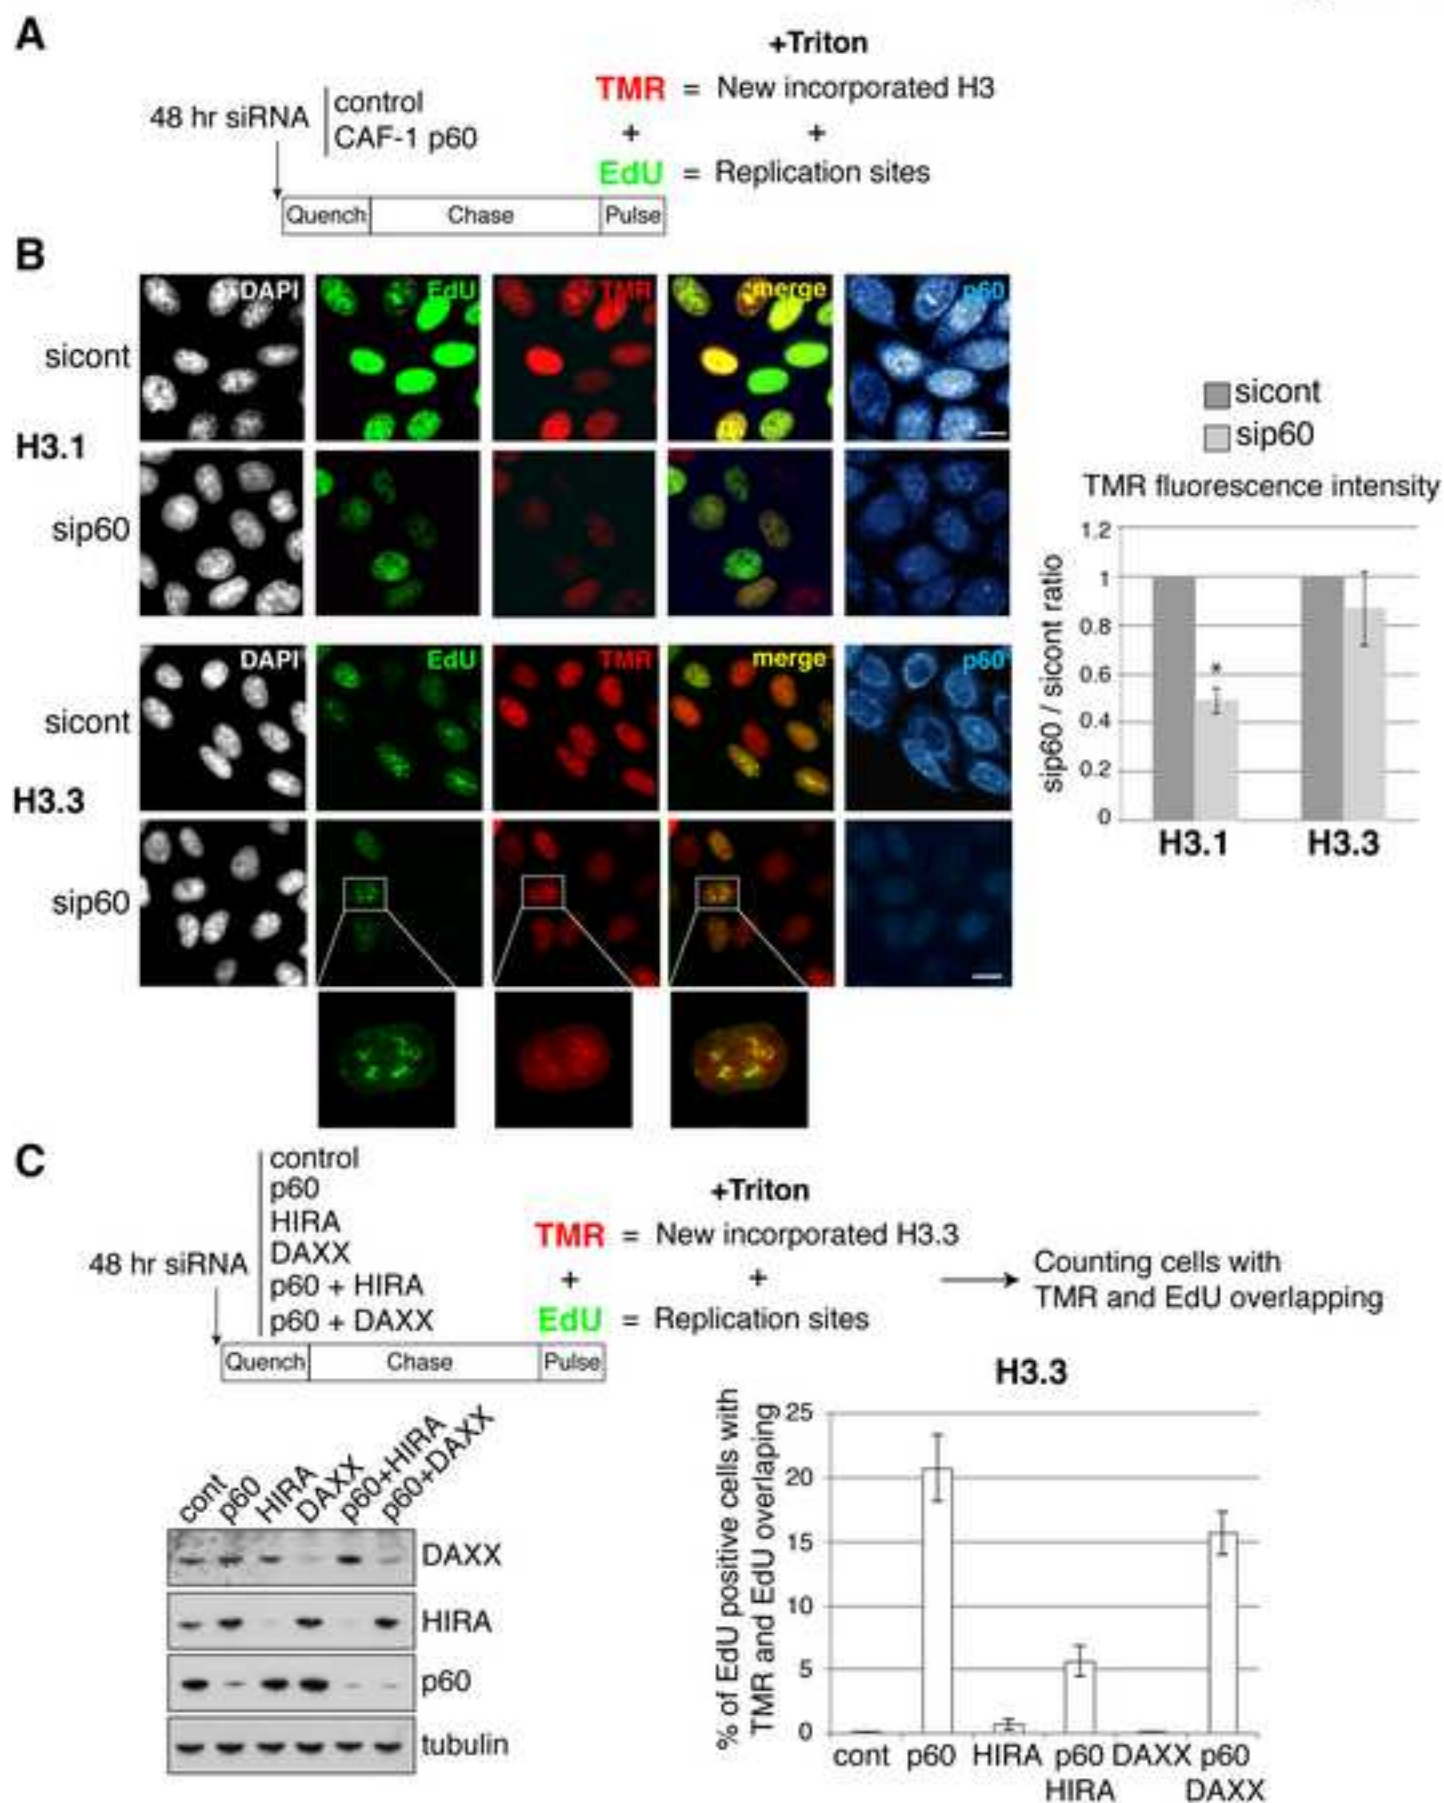 A
+Triton
TMR = New incorporated H3
48 hr siRNA
control
CAF-1 p60
+ +
EdU = Replication sites
Quench Chase Pulse
B
DAPI EdU TMR merge p60
sicont
H3.1
sip60
DAPI EdU TMR merge p60
sicont
H3.3
sip60
sicont
sip60
TMR fluorescence intensity
sip60 / sicont ratio
1.2
1
0.8
0.6
0.4
0.2
0
*
H3.1 H3.3
C
48 hr siRNA
control
p60
HIRA
DAXX
p60 + HIRA
p60 + DAXX
+Triton
TMR = New incorporated H3.3
+ +
EdU = Replication sites
Counting cells with
TMR and EdU overlapping
Quench Chase Pulse
cont p60 HIRA DAXX p60+HIRA p60+DAXX
DAXX
HIRA
p60
tubulin
H3.3
% of EdU positive cells with
TMR and EdU overlaping
25
20
15
10
5
0
cont p60 HIRA p60 DAXX p60
HIRA DAXX